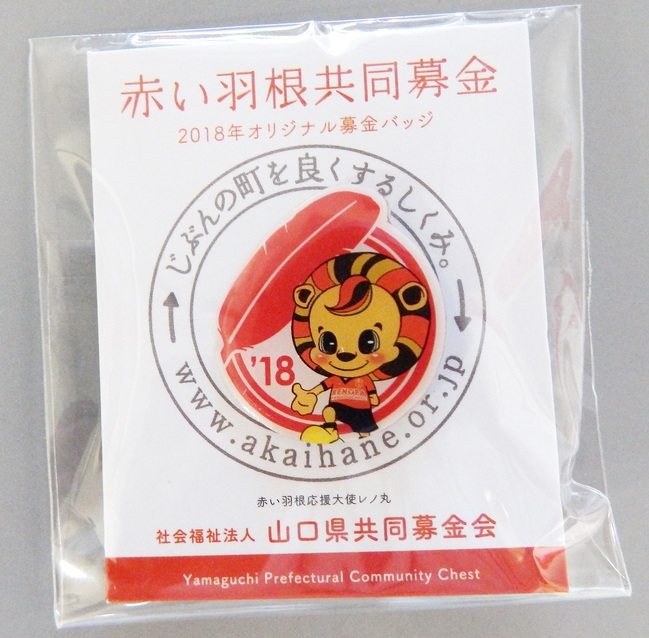 赤い羽根共同募金
2018年オリジナル募金バッジ
じぶんの町を良くするしくみ。
'18
www.akaihane.or.jp
赤い羽根応援大使レノ丸
社会福祉法人 山口県共同募金会
Yamaguchi Prefectural Community Chest